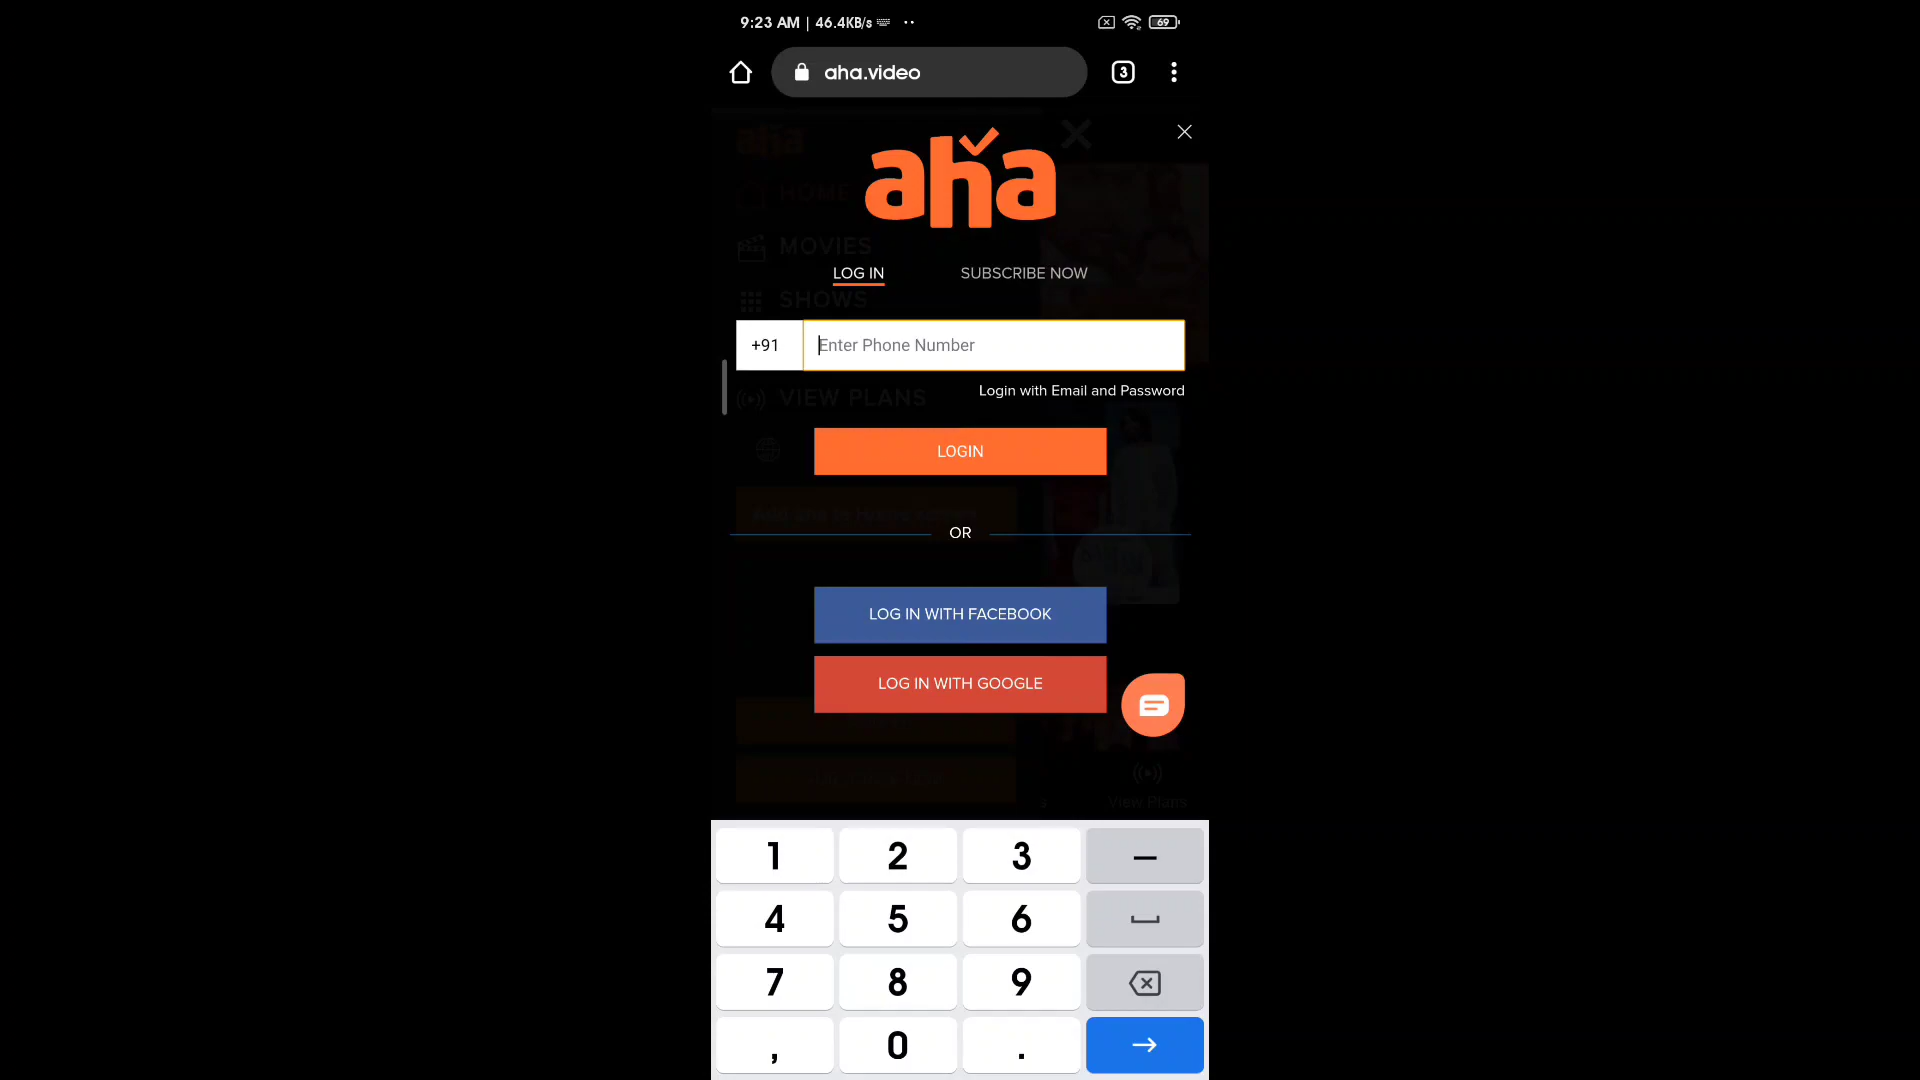 9:23 AM | 46.4KB/s
69
aha.video
3
aha
HOME
LOG IN
SUBSCRIBE NOW
MOVIES
SHOWS
+91
Enter Phone Number
Login with Email and Password
VIEW PLANS
LOGIN
OR
LOG IN WITH FACEBOOK
LOG IN WITH GOOGLE
View Plans
1 2 3 –
4 5 6
7 8 9
, 0 .